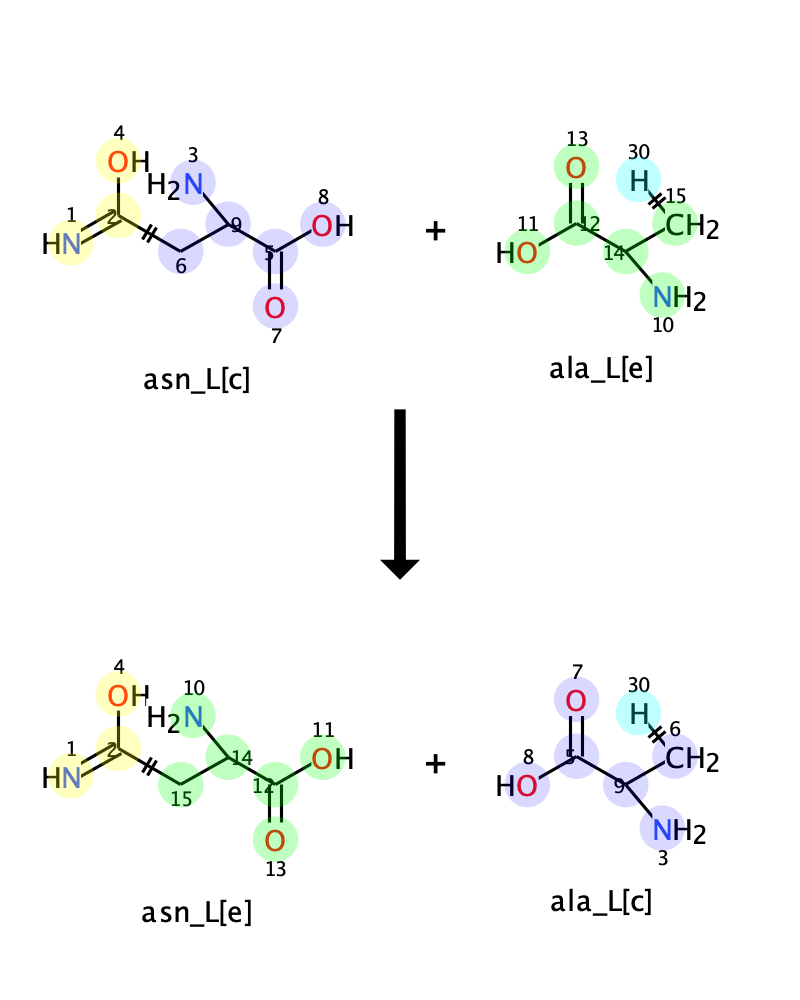 4 13
OH 3 O 30
H2N 8 H 15
1 2 9 OH + 11 12 CH2
HN 5 HO 14
6 O NH2
7 10
asn_L[c] ala_L[e]
4 7
OH 10 O 30
H2N 11 H 6
1 2 14 OH + 8 5 CH2
HN 12 HO 9
15 O NH2
13 3
asn_L[e] ala_L[c]